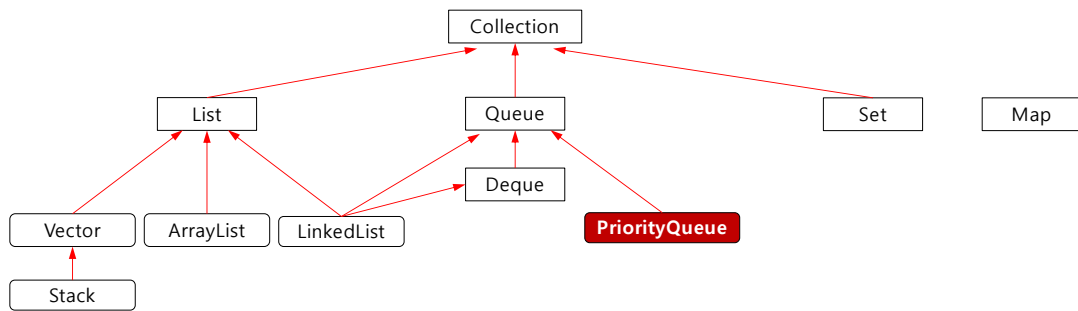 Collection
List
Queue
Set
Map
Deque
Vector
ArrayList
LinkedList
PriorityQueue
Stack